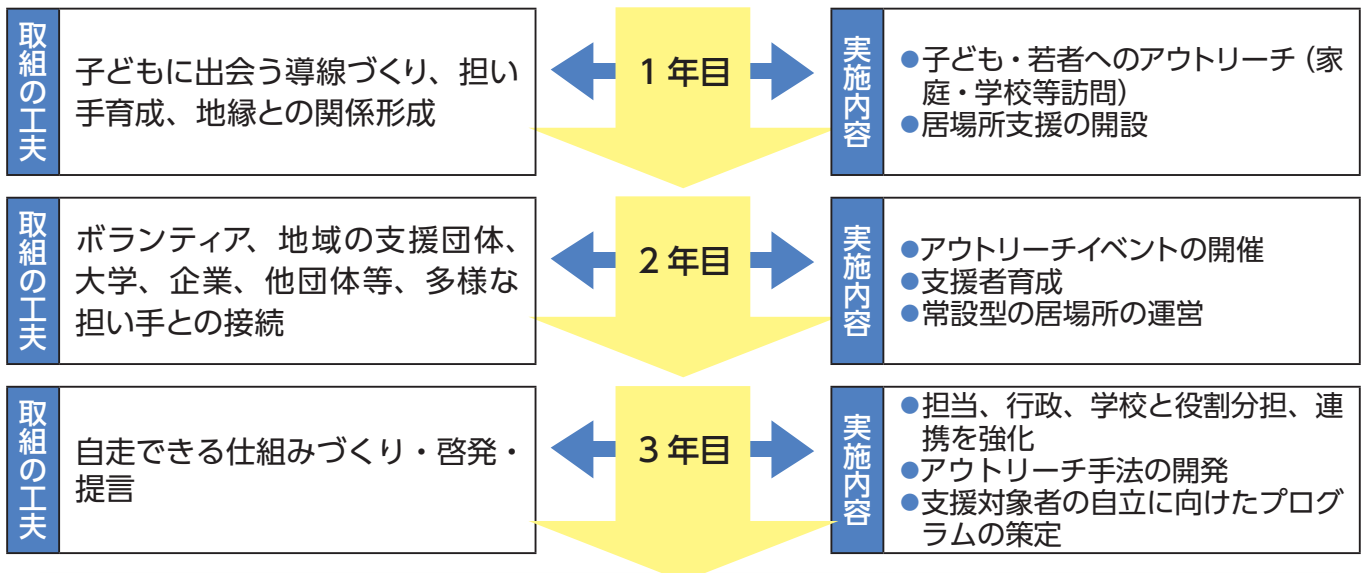 取組の工夫
子どもに出会う導線づくり、担い
手育成、地縁との関係形成
1年目
実施内容
●子ども・若者へのアウトリーチ（家
庭・学校等訪問）
●居場所支援の開設
取組の工夫
ボランティア、地域の支援団体、
大学、企業、他団体等、多様な
担い手との接続
2年目
実施内容
●アウトリーチイベントの開催
●支援者育成
●常設型の居場所の運営
取組の工夫
自走できる仕組みづくり・啓発・
提言
3年目
実施内容
●担当、行政、学校と役割分担、連
携を強化
●アウトリーチ手法の開発
●支援対象者の自立に向けたプログ
ラムの策定